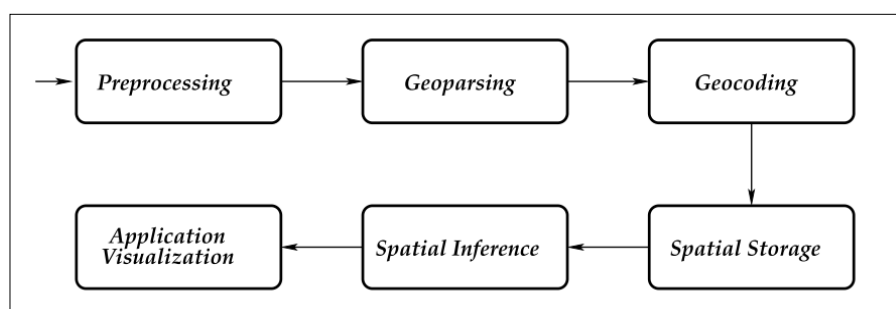 Preprocessing
Geoparsing
Geocoding
Spatial Storage
Spatial Inference
Application
Visualization